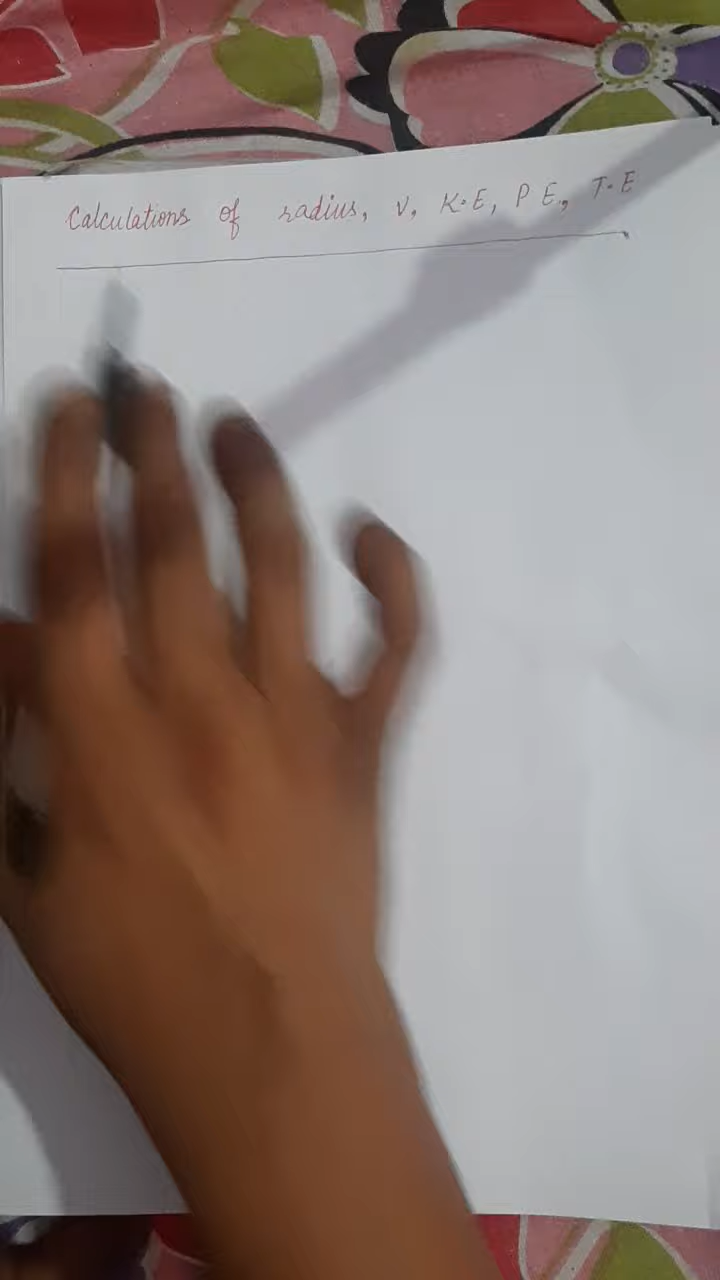 Calculations of radius, v, K.E, P E., T.E